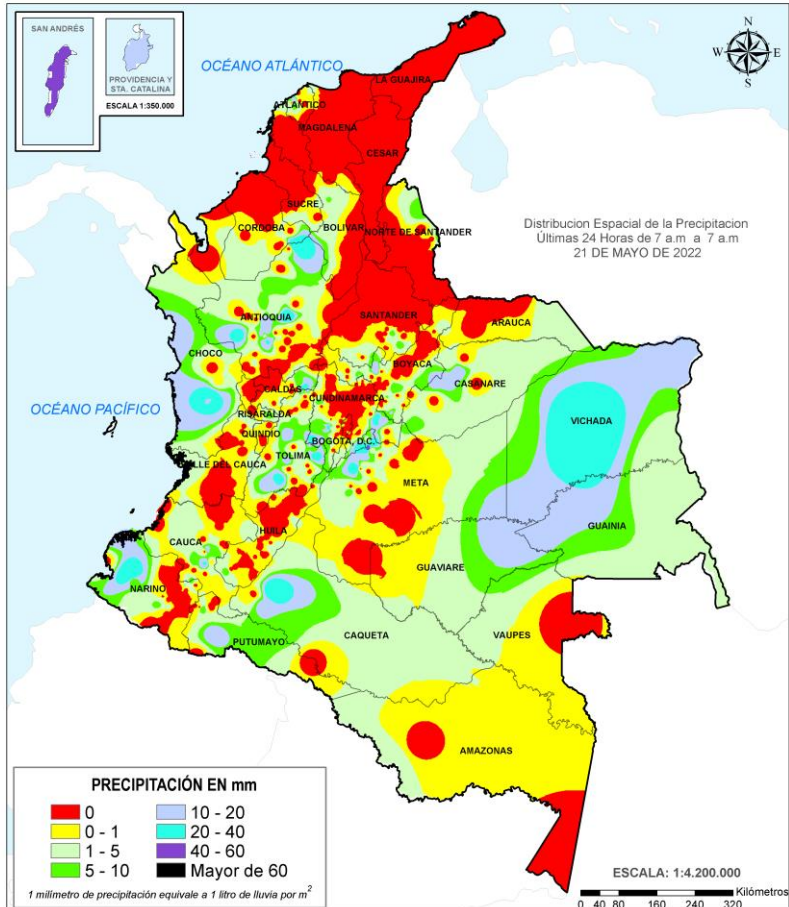 SAN ANDRÉS
PROVIDENCIA Y
STA. CATALINA
ESCALA 1:350.000
OCÉANO ATLÁNTICO
N
W
E
S
LA GUAJIRA
ATLANTICO
MAGDALENA
CESAR
SUCRE
CORDOBA
BOLIVAR
NORTE DE SANTANDER
Distribucion Espacial de la Precipitacion
Últimas 24 Horas de 7 a.m a 7 a.m
21 DE MAYO DE 2022
ANTIOQUIA
SANTANDER
ARAUCA
CHOCO
BOYACA
CASANARE
CALDAS
CUNDINAMARCA
OCÉANO PACÍFICO
RISARALDA
VICHADA
QUINDIO
BOGOTA, D.C.
TOLIMA
VALLE DEL CAUCA
META
HUILA
GUAINIA
CAUCA
GUAVIARE
NARIÑO
PUTUMAYO
CAQUETA
VAUPES
AMAZONAS
PRECIPITACIÓN EN mm
0
10 - 20
0 - 1
20 - 40
1 - 5
40 - 60
5 - 10
Mayor de 60
1 milímetro de precipitación equivale a 1 litro de lluvia por m²
ESCALA: 1:4.200.000
Kilómetros
0 40 80 160 240 320